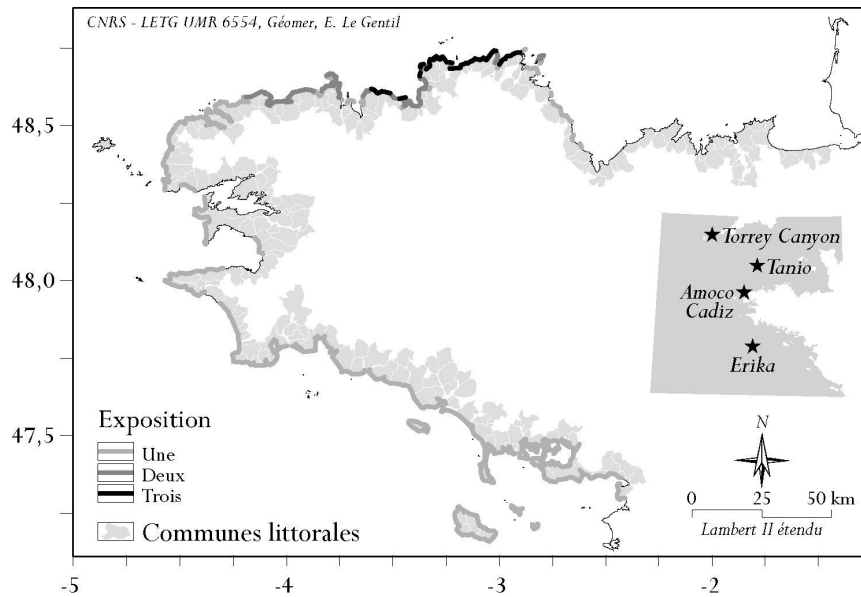 CNRS - LETG UMR 6554, Géomer, E. Le Gentil
48,5
48,0
47,5
Torrey Canyon
Tanio
Amoco
Cadiz
Erika
Exposition
Une
Deux
Trois
Communes littorales
N
0 25 50 km
Lambert II étendu
-5 -4 -3 -2